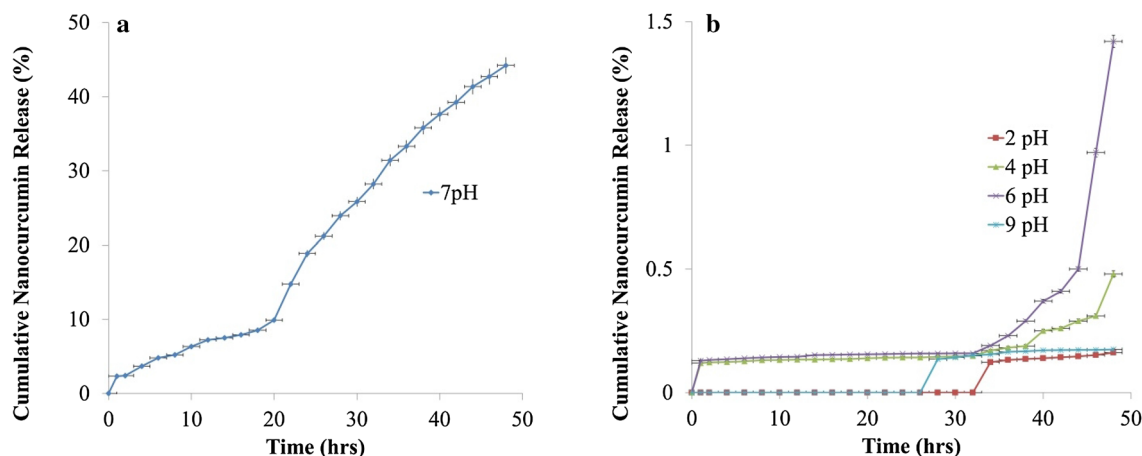 a
Cumulative Nanocurcumin Release (%)
50
40
30
20
10
0
7pH
0 10 20 30 40 50
Time (hrs)
b
Cumulative Nanocurcumin Release (%)
1.5
1
0.5
0
2 pH
4 pH
6 pH
9 pH
0 10 20 30 40 50
Time (hrs)